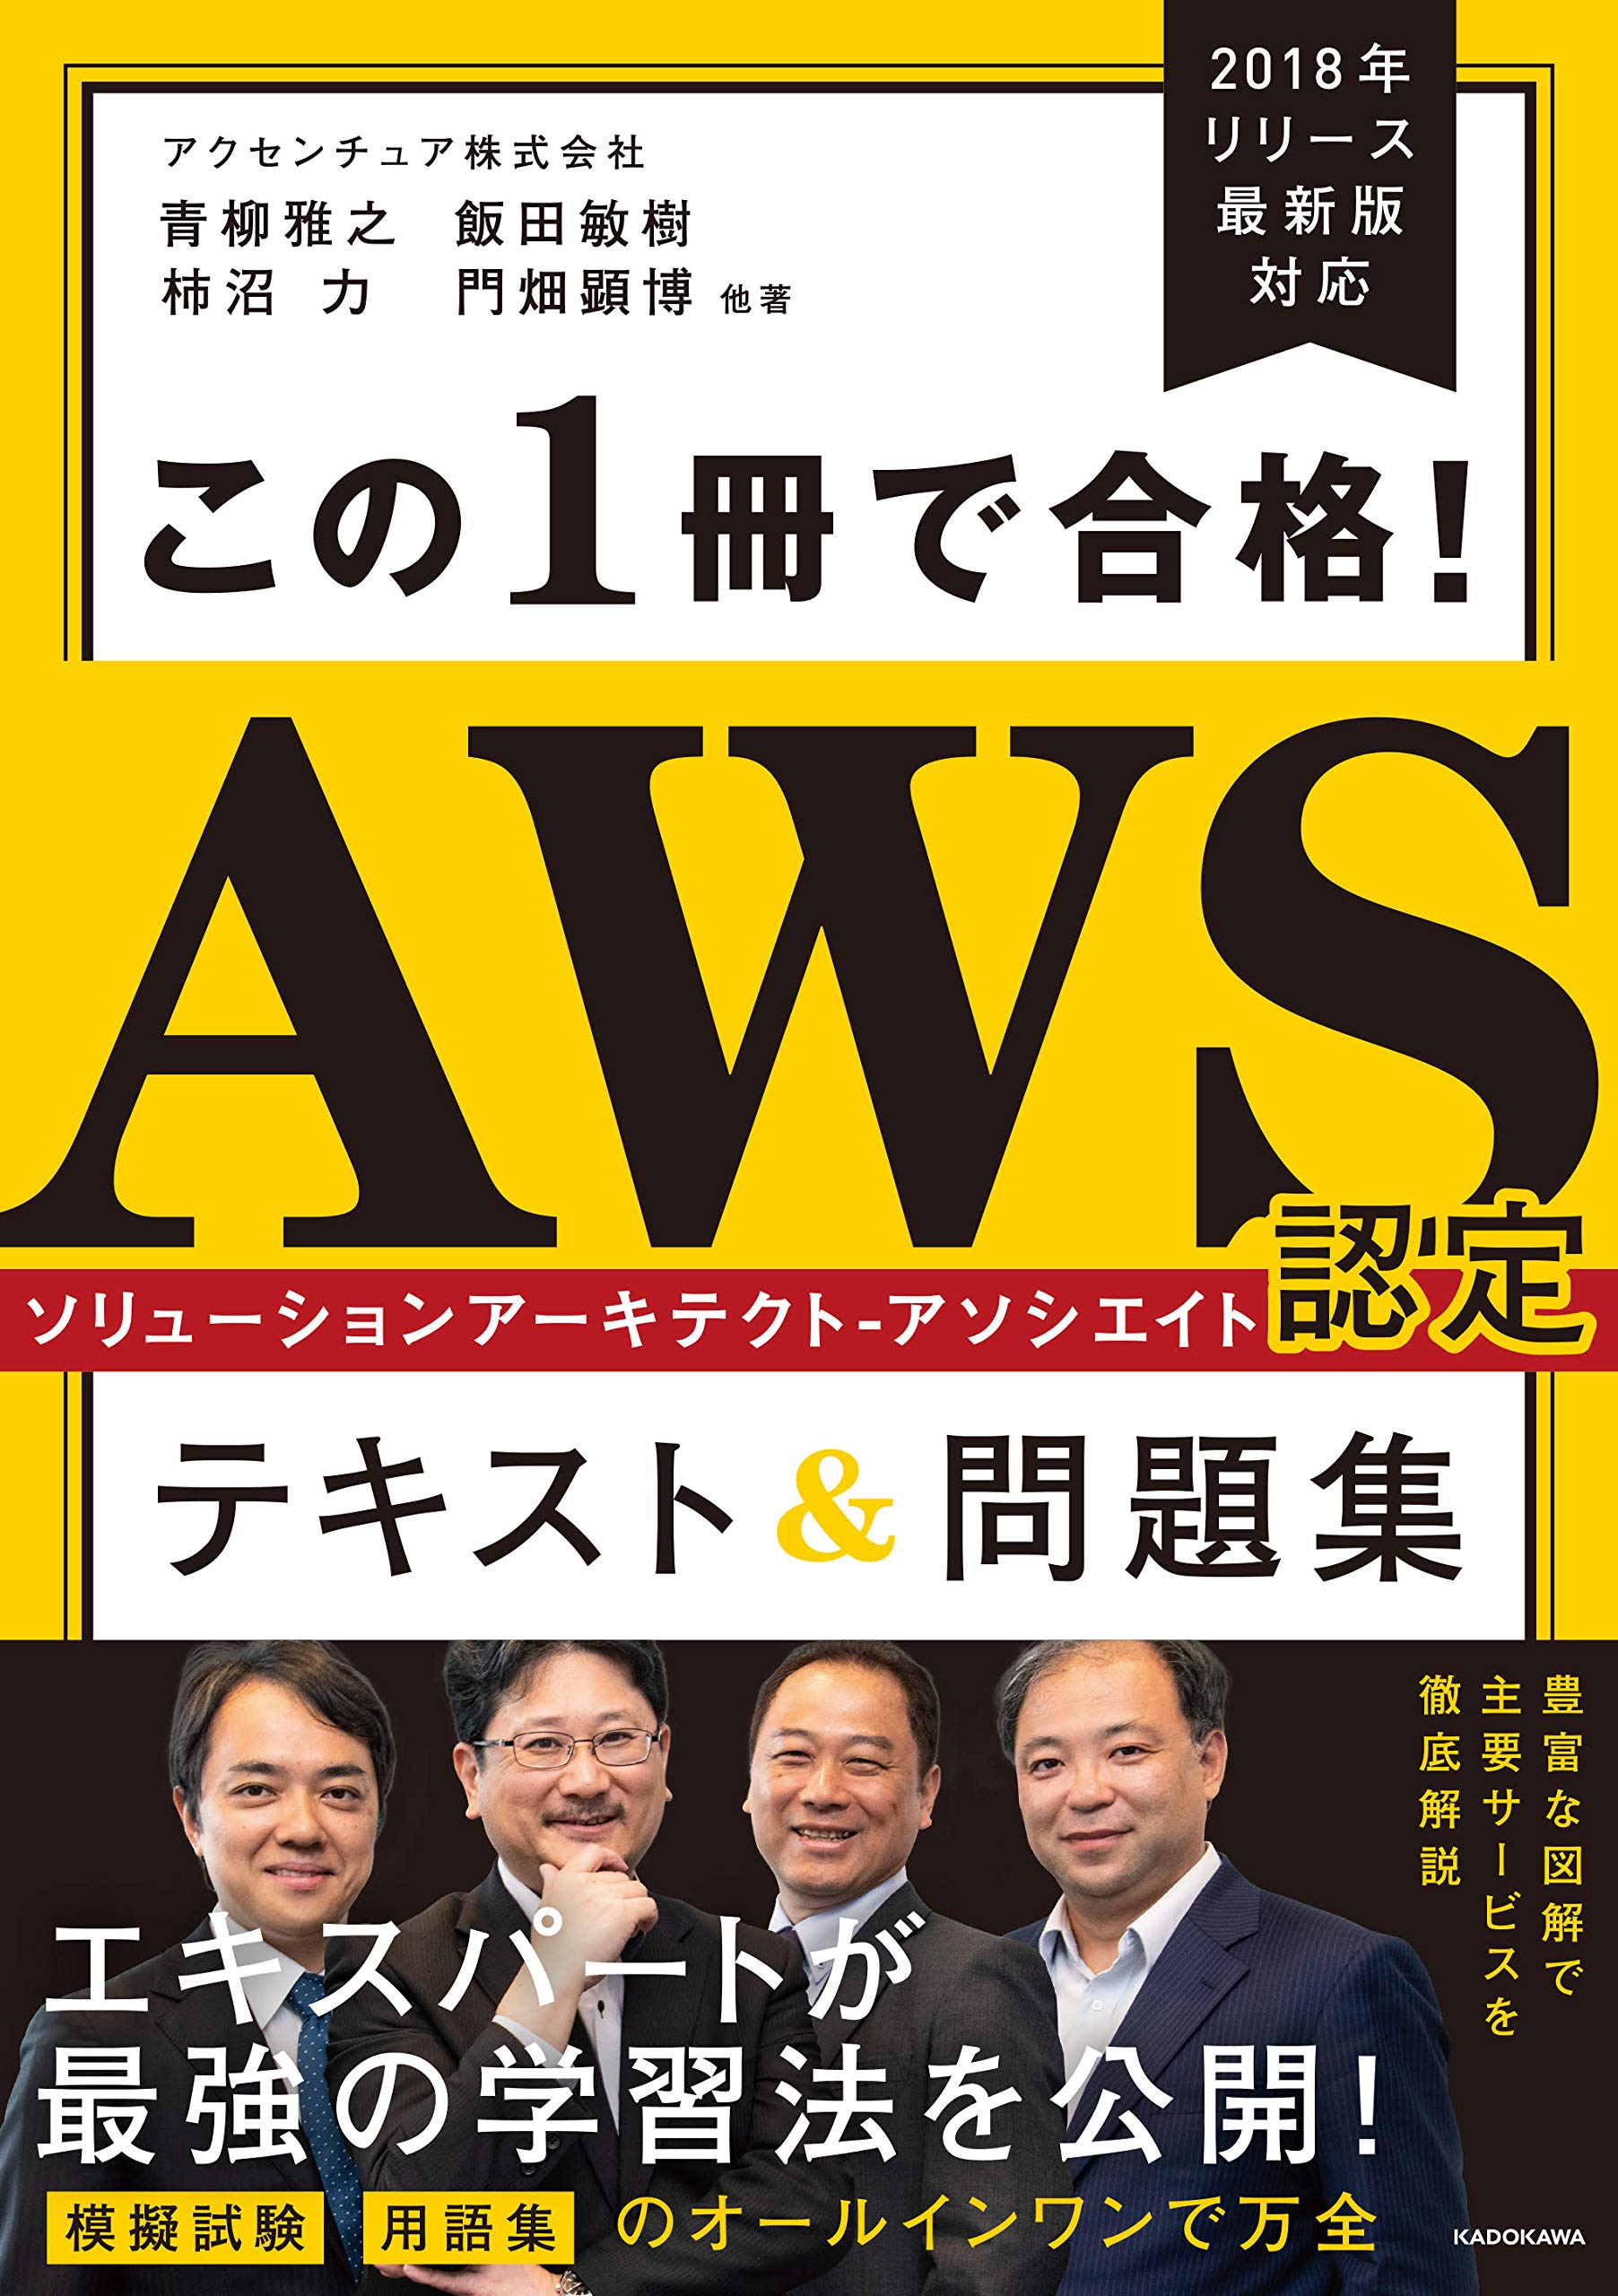 2018年
リリース
最新版
対応
アクセンチュア株式会社
青柳雅之 飯田敏樹
柿沼 力 門畑顕博 他著
この1冊で合格!
AWS
ソリューションアーキテクト-アソシエイト認定
テキスト&問題集
豊富な図解で
主要サービスを
徹底解説
エキスパートが
最強の学習法を公開!
模擬試験 用語集 のオールインワンで万全
KADOKAWA